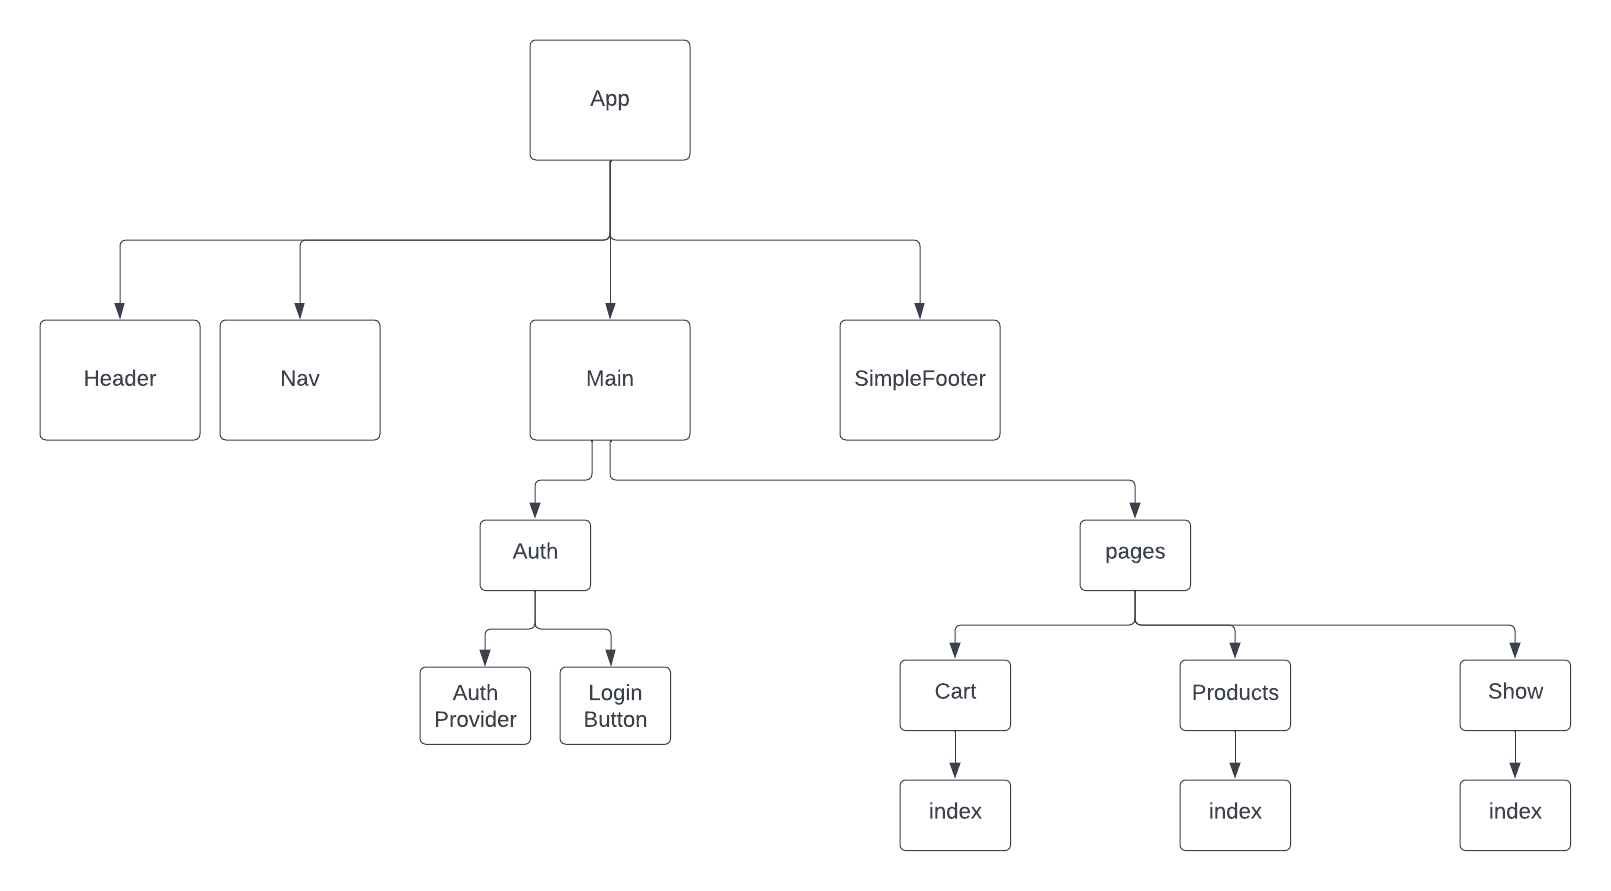 App
Header
Nav
Main
SimpleFooter
Auth
pages
Auth
Provider
Login
Button
Cart
Products
Show
index
index
index